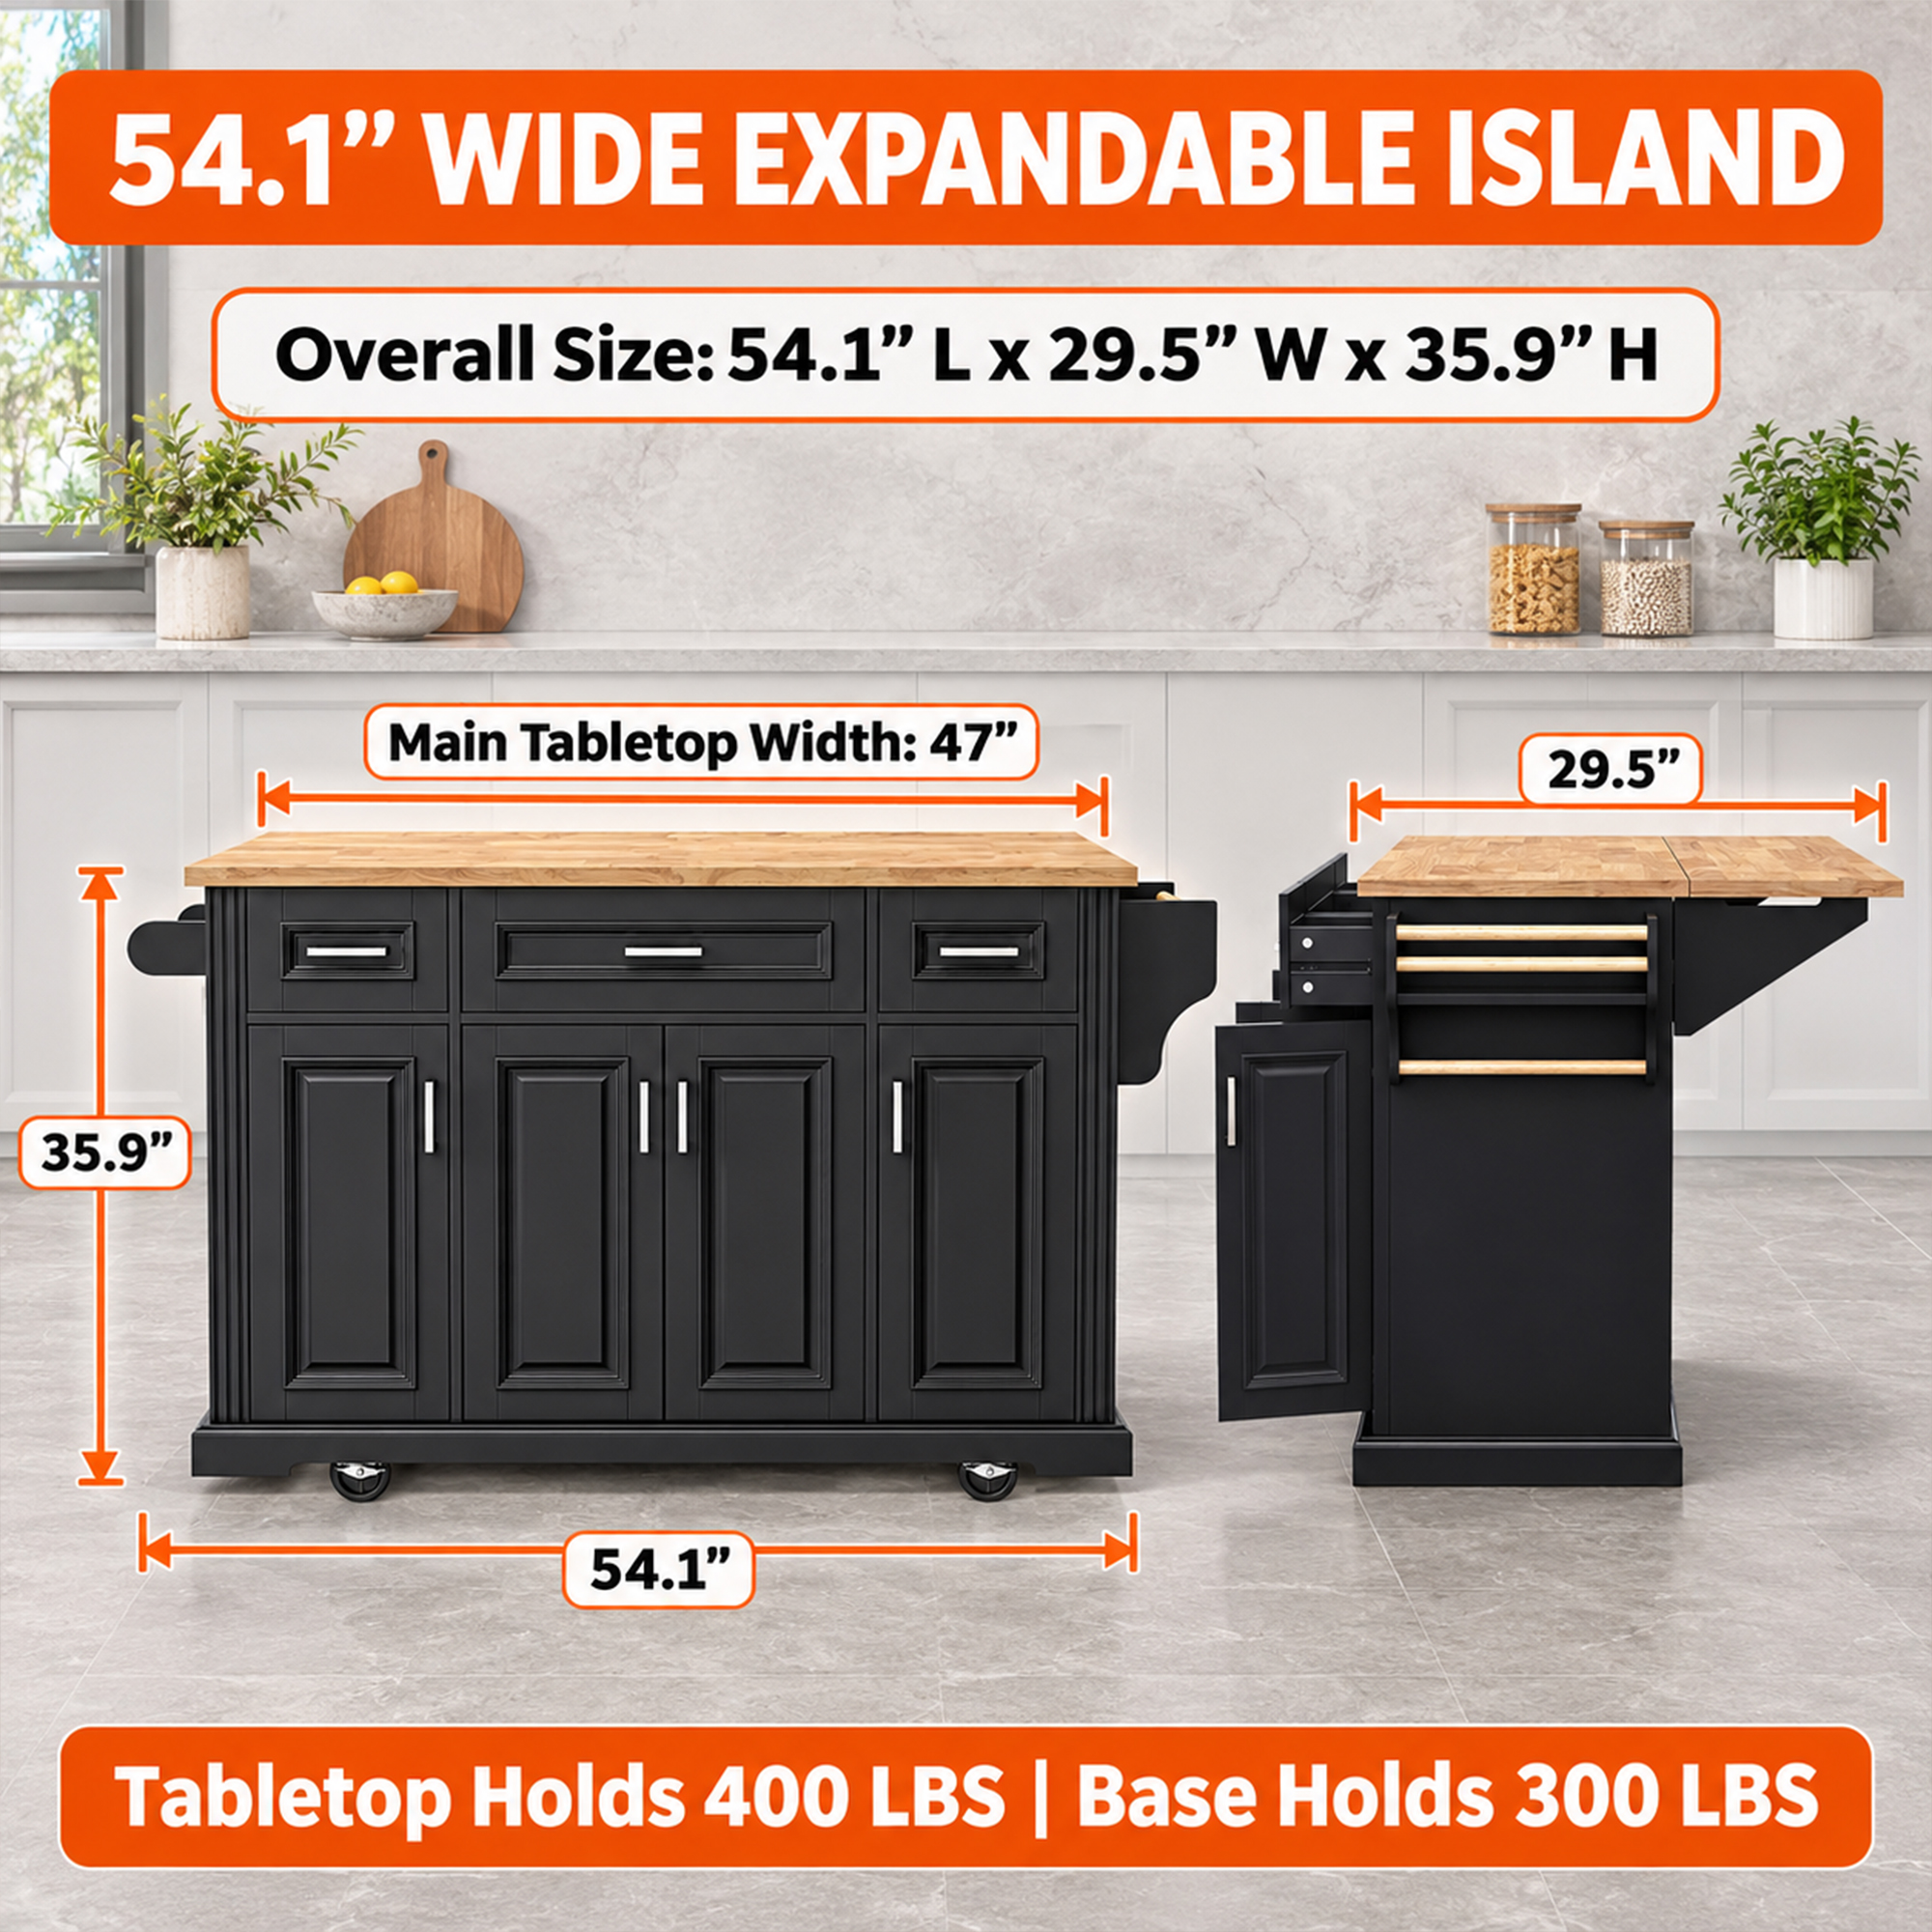 54.1” WIDE EXPANDABLE ISLAND
Overall Size: 54.1” L x 29.5” W x 35.9” H
Main Tabletop Width: 47”
29.5”
35.9”
54.1”
Tabletop Holds 400 LBS | Base Holds 300 LBS